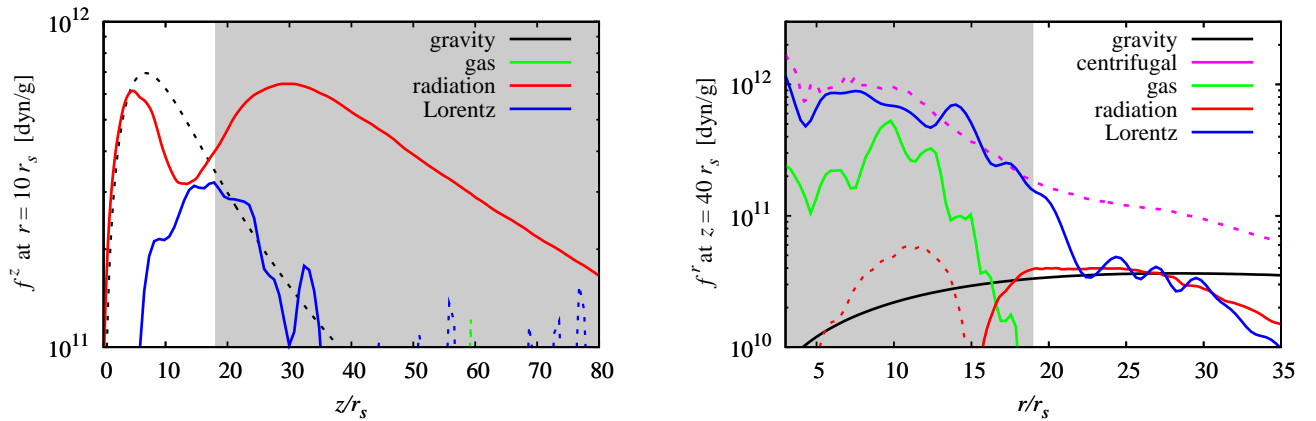 10^12
10^11
f^z at r = 10 r_s [dyn/g]
gravity
gas
radiation
Lorentz
0 10 20 30 40 50 60 70 80
z/r_s
10^12
10^11
10^10
f^r at z = 40 r_s [dyn/g]
gravity
centrifugal
gas
radiation
Lorentz
5 10 15 20 25 30 35
r/r_s